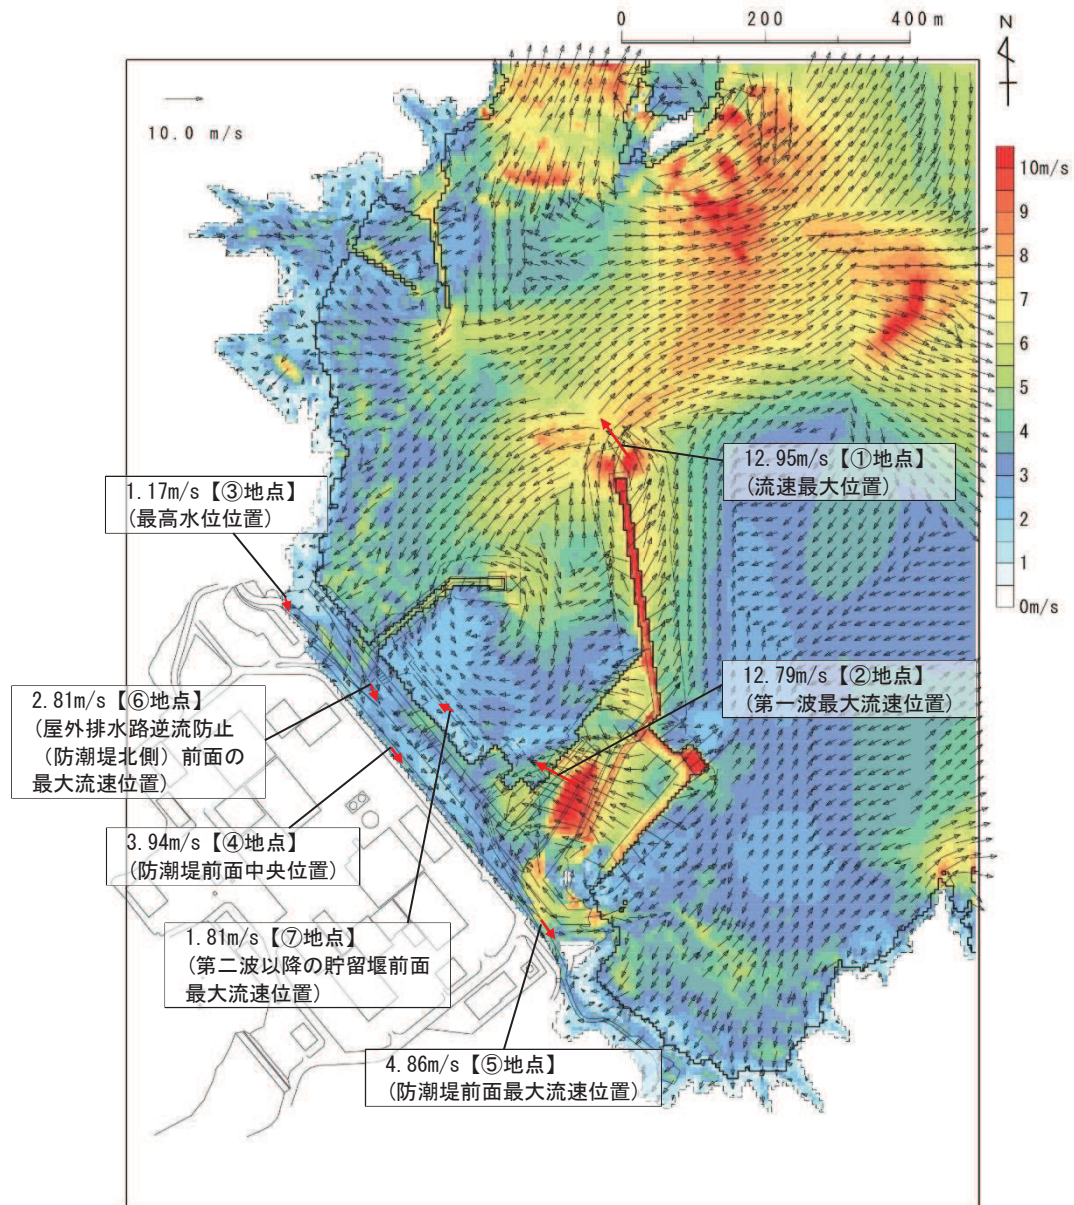 0 200 400m
N
10.0 m/s
10m/s
9
8
7
6
5
4
3
2
1
0m/s
12.95m/s【①地点】
(流速最大位置)
1.17m/s【③地点】
(最高水位位置)
12.79m/s【②地点】
(第一波最大流速位置)
2.81m/s【⑥地点】
(屋外排水路逆流防止
(防潮堤北側)前面の
最大流速位置)
3.94m/s【④地点】
(防潮堤前面中央位置)
1.81m/s【⑦地点】
(第二波以降の貯留堰前面
最大流速位置)
4.86m/s【⑤地点】
(防潮堤前面最大流速位置)